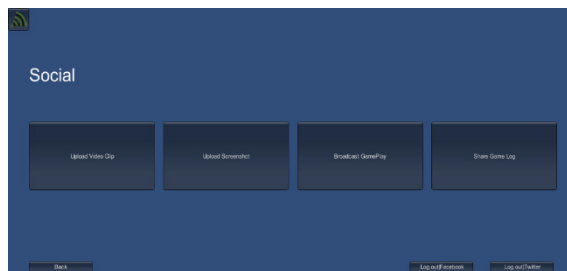 Social
Upload Video Clip
Upload Screenshot
Broadcast GamePlay
Share Game Log
Back
Log out|Facebook
Log out|Twitter